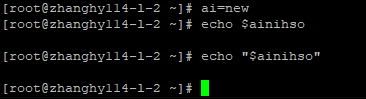 [root@zhanghy114-1-2 ~]# ai=new
[root@zhanghy114-1-2 ~]# echo $ainihso

[root@zhanghy114-1-2 ~]# echo "$ainihso"

[root@zhanghy114-1-2 ~]#